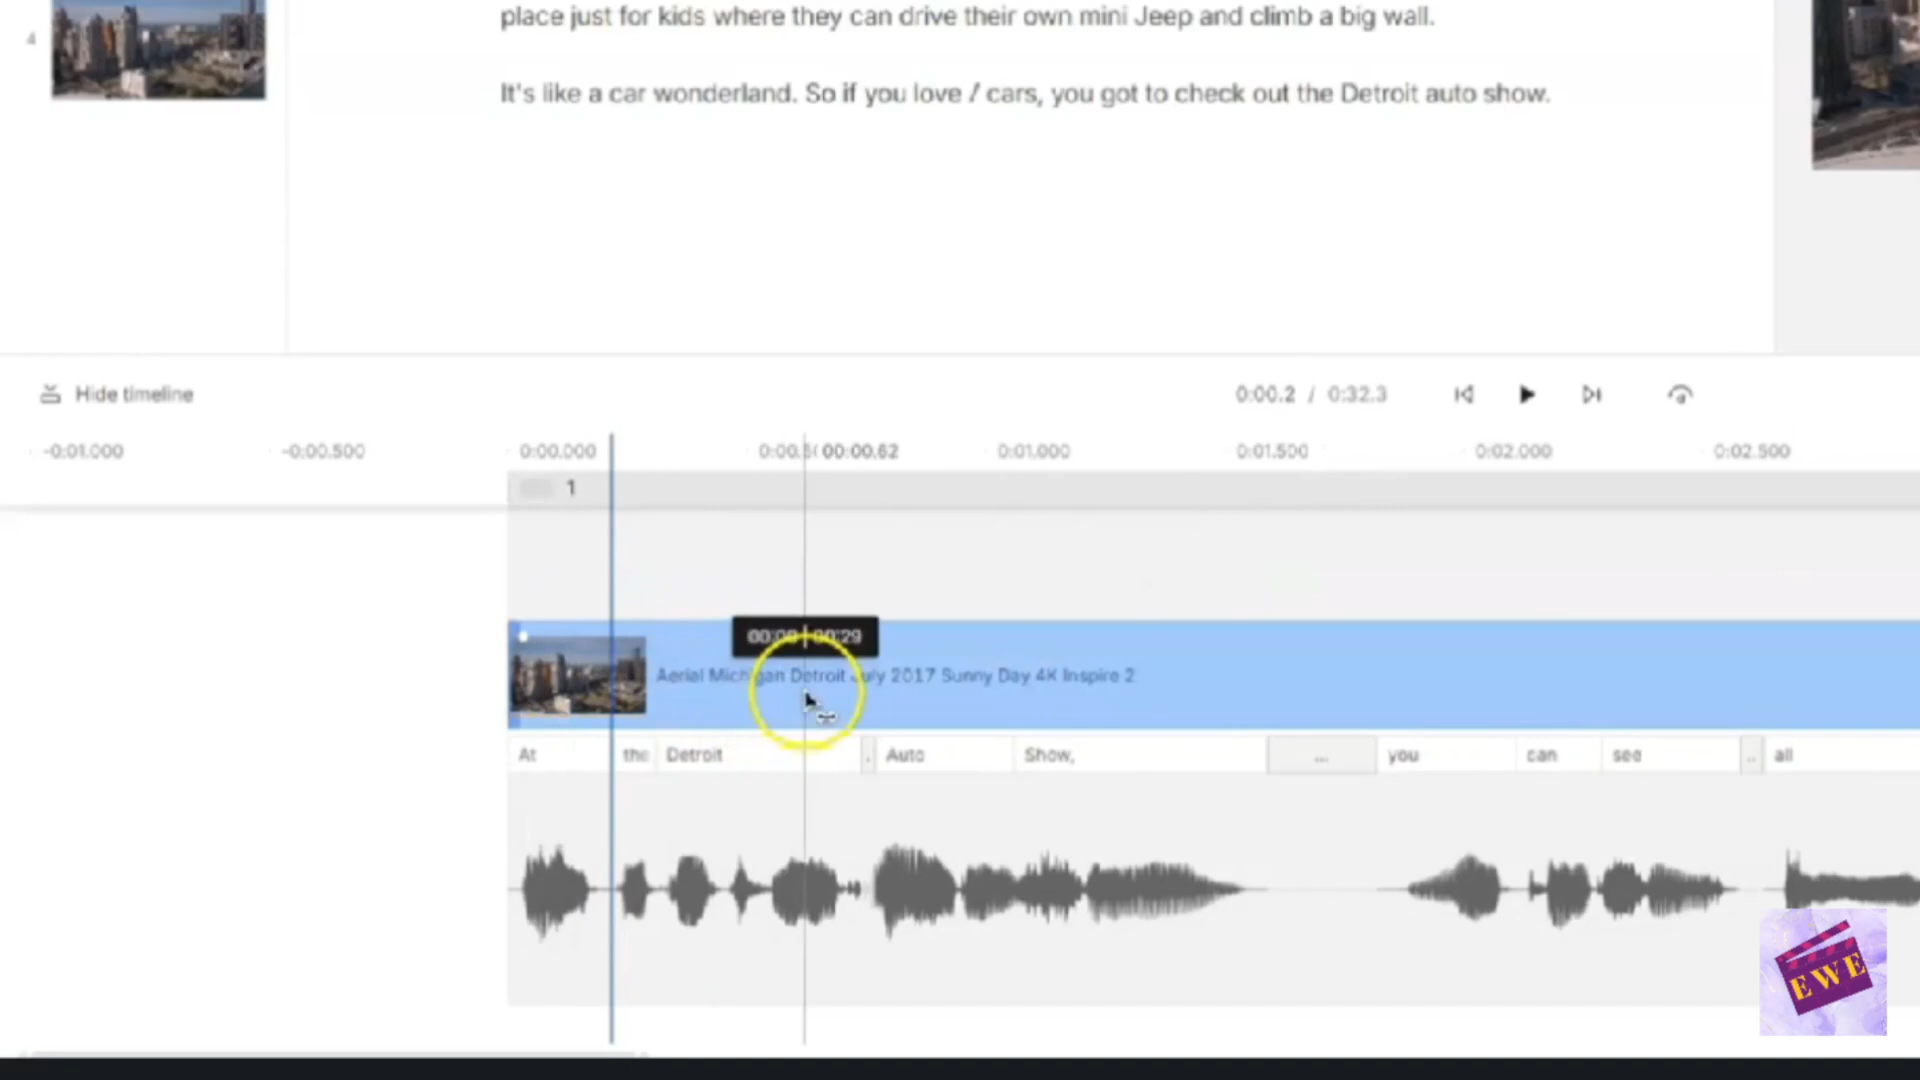 place just for kids where they can drive their own mini Jeep and climb a big wall.
4
It's like a car wonderland. So if you love / cars, you got to check out the Detroit auto show.
Hide timeline
0:00.2 / 0:32.3
-0:01.000 -0:00.500 0:00.000 00:00.62 0:01.000 0:01.500 0:02.000 0:02.500
1
00:00 | 00:29
Aerial Michigan Detroit July 2017 Sunny Day 4K Inspire 2
At the Detroit . Auto Show, ... you can see .. all
EWE